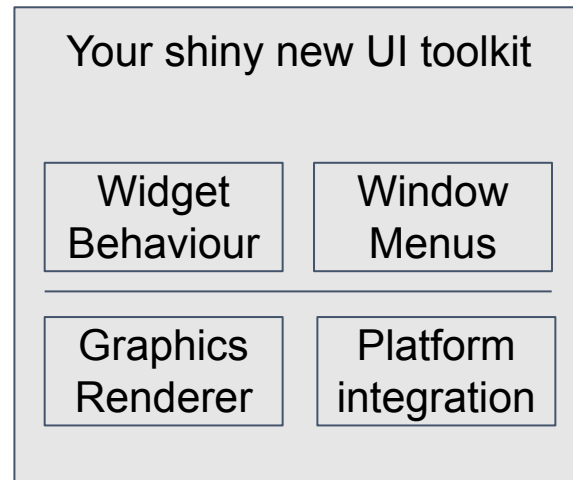 Your shiny new UI toolkit
Widget
Behaviour
Window
Menus
Graphics
Renderer
Platform
integration